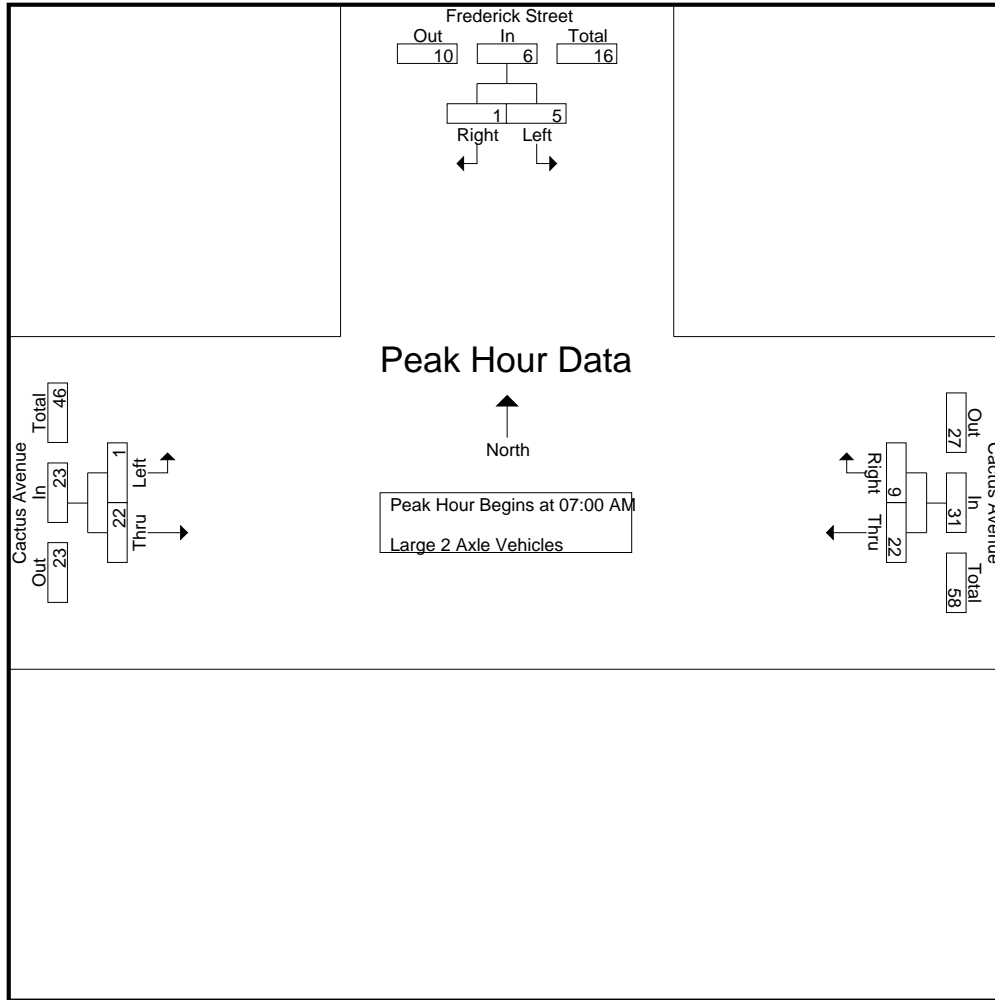 Frederick Street
Out In Total
10 6 16
1 5
Right Left
Peak Hour Data
North
Peak Hour Begins at 07:00 AM
Large 2 Axle Vehicles
Cactus Avenue
Out In Total
23 23 46
22 1
Thru Left
Cactus Avenue
Out In Total
27 31 58
9 22
Right Thru